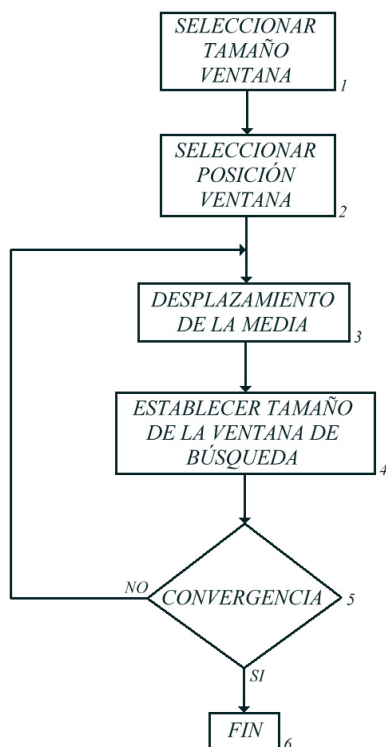 SELECCIONAR
TAMAÑO
VENTANA
1
SELECCIONAR
POSICIÓN
VENTANA
2
DESPLAZAMIENTO
DE LA MEDIA
3
ESTABLECER TAMAÑO
DE LA VENTANA DE
BÚSQUEDA
4
NO
CONVERGENCIA
5
SI
FIN
6